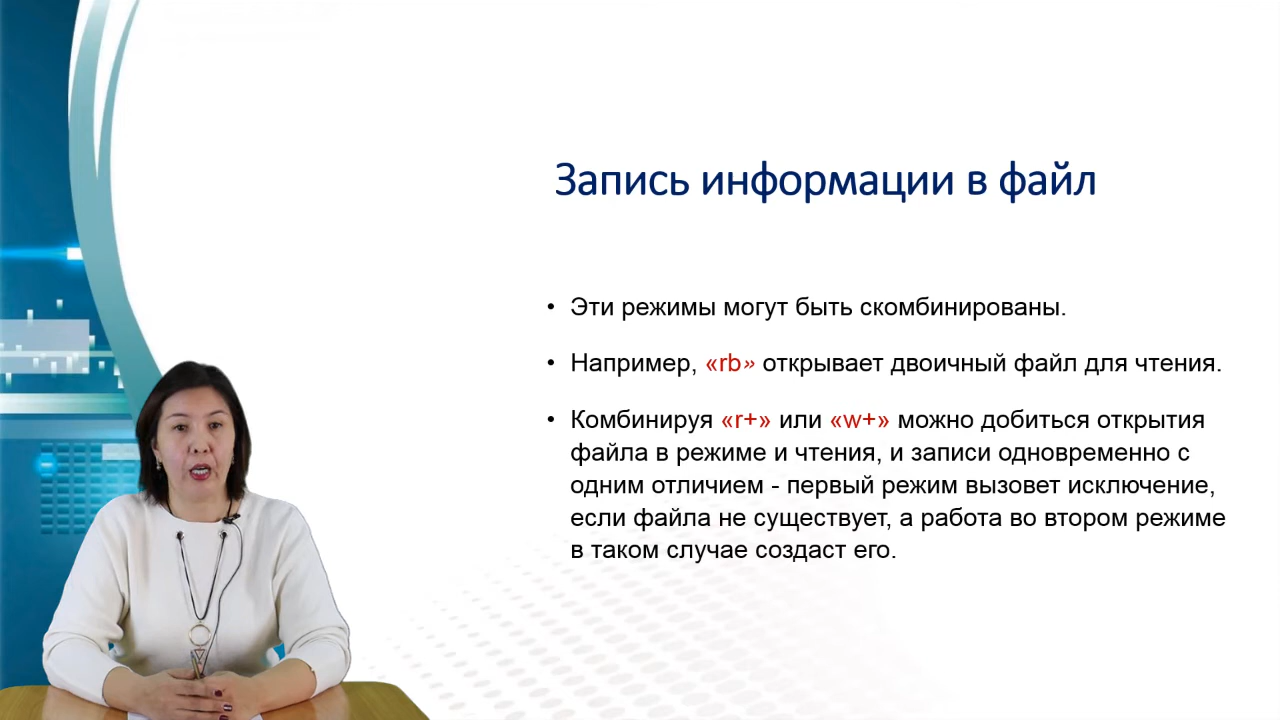 Запись информации в файл
• Эти режимы могут быть скомбинированы.
• Например, «rb» открывает двоичный файл для чтения.
• Комбинируя «r+» или «w+» можно добиться открытия
файла в режиме и чтения, и записи одновременно с
одним отличием - первый режим вызовет исключение,
если файла не существует, а работа во втором режиме
в таком случае создаст его.